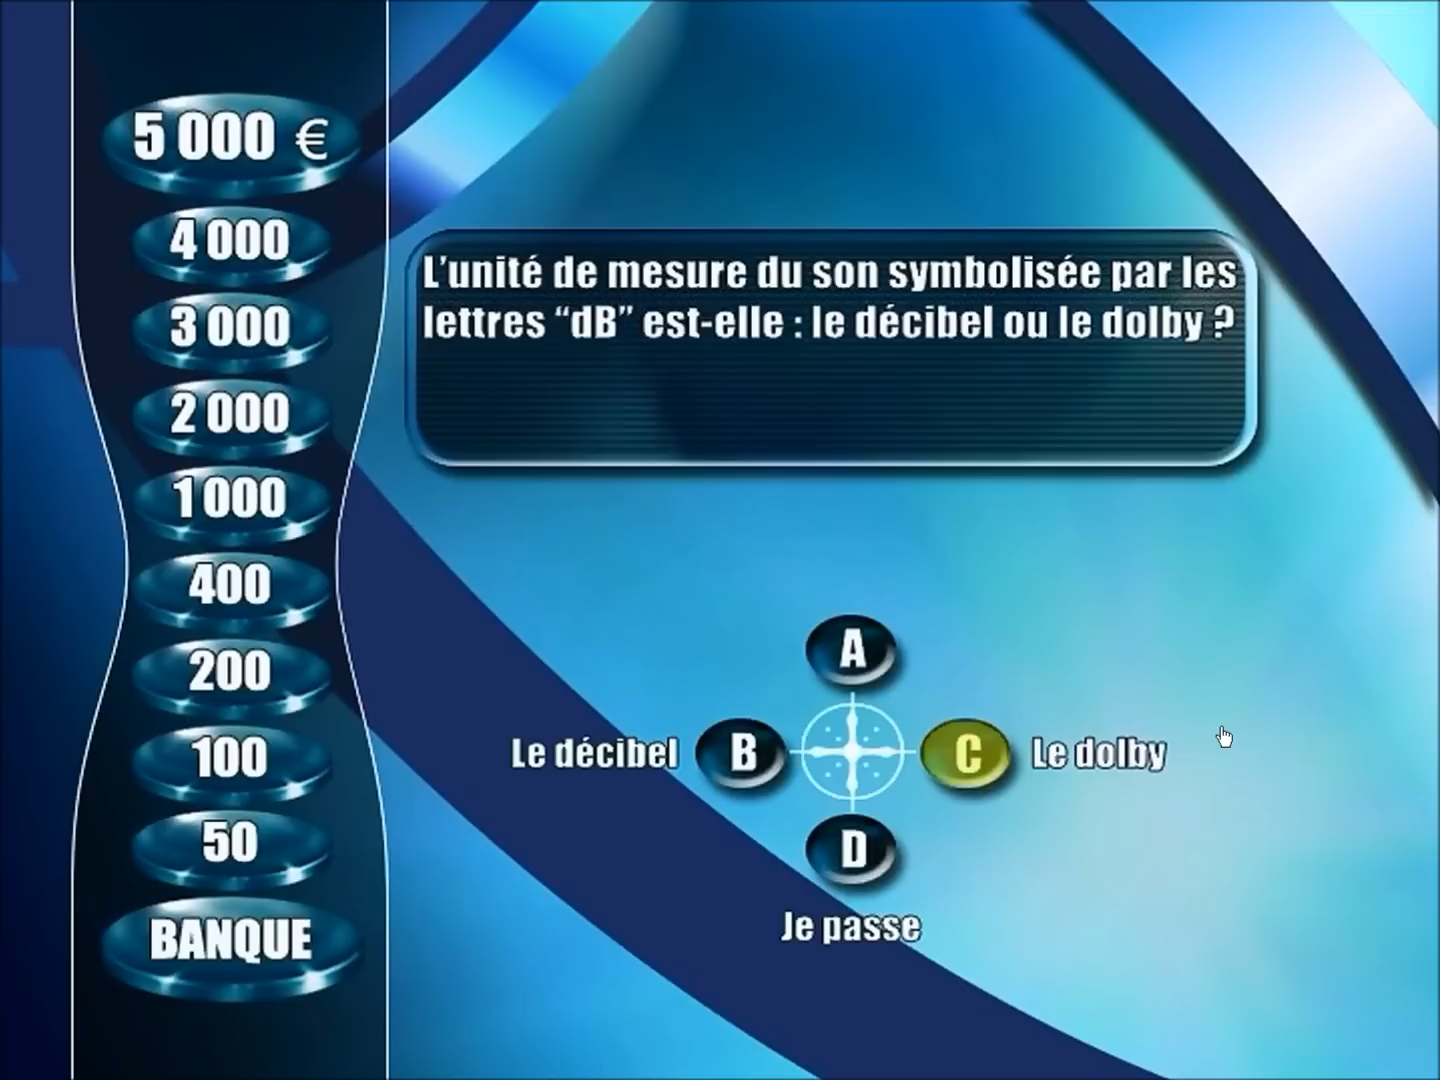 5 000 €
4 000
3 000
2 000
1 000
400
200
100
50
BANQUE
L’unité de mesure du son symbolisée par les
lettres “dB” est-elle : le décibel ou le dolby ?
A
Le décibel B C Le dolby
D
Je passe